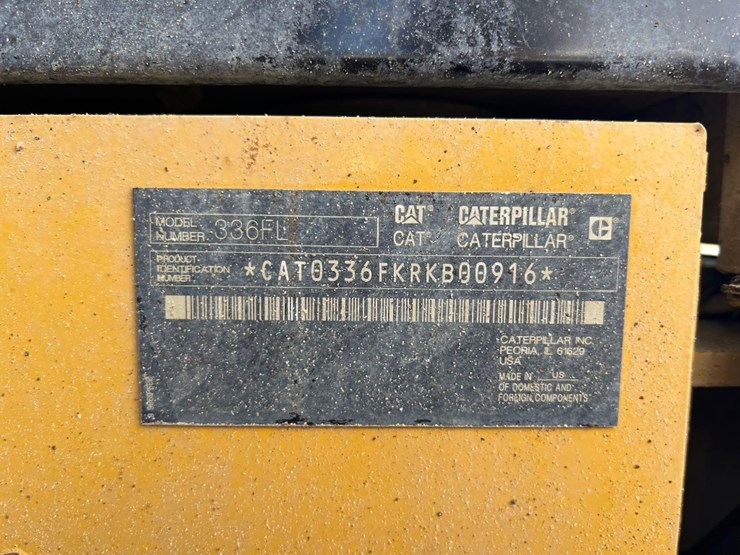 MODEL
NUMBER 336FL
CAT® CATERPILLAR®
CAT® CATERPILLAR®
PRODUCT
IDENTIFICATION
NUMBER
*CAT0336FKRKB00916*
CATERPILLAR INC.
PEORIA, IL 61629
USA
MADE IN US
OF DOMESTIC AND
FOREIGN COMPONENTS